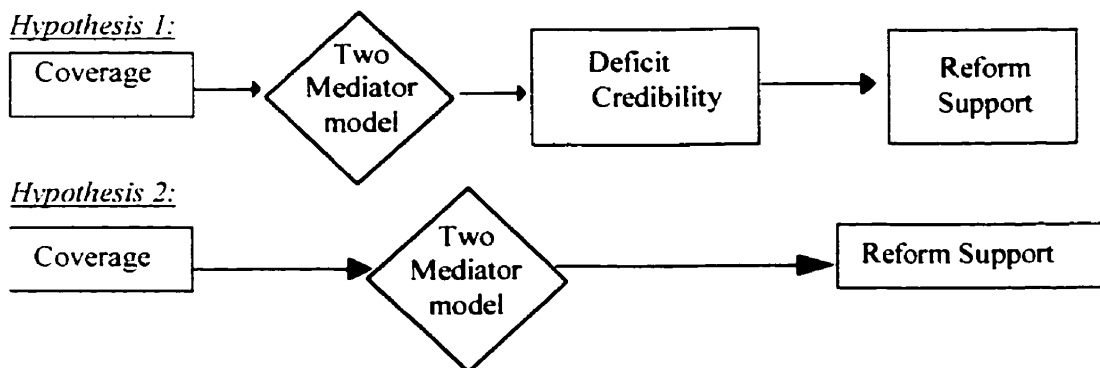 Hypothesis 1:
Coverage
Two
Mediator
model
Deficit
Credibility
Reform
Support
Hypothesis 2:
Coverage
Two
Mediator
model
Reform Support